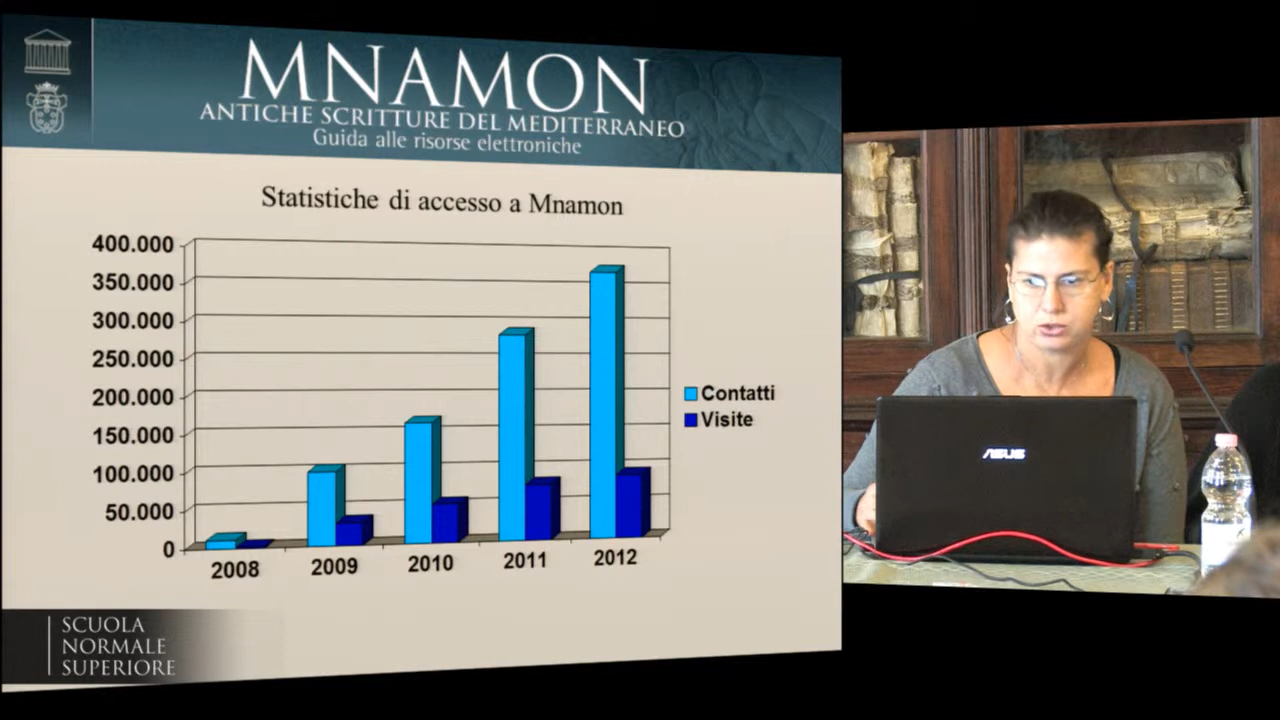 MNAMON
ANTICHE SCRITTURE DEL MEDITERRANEO
Guida alle risorse elettroniche
Statistiche di accesso a Mnamon
400.000
350.000
300.000
250.000
200.000
150.000
100.000
50.000
0
2008
2009
2010
2011
2012
Contatti
Visite
SCUOLA
NORMALE
SUPERIORE
ASUS